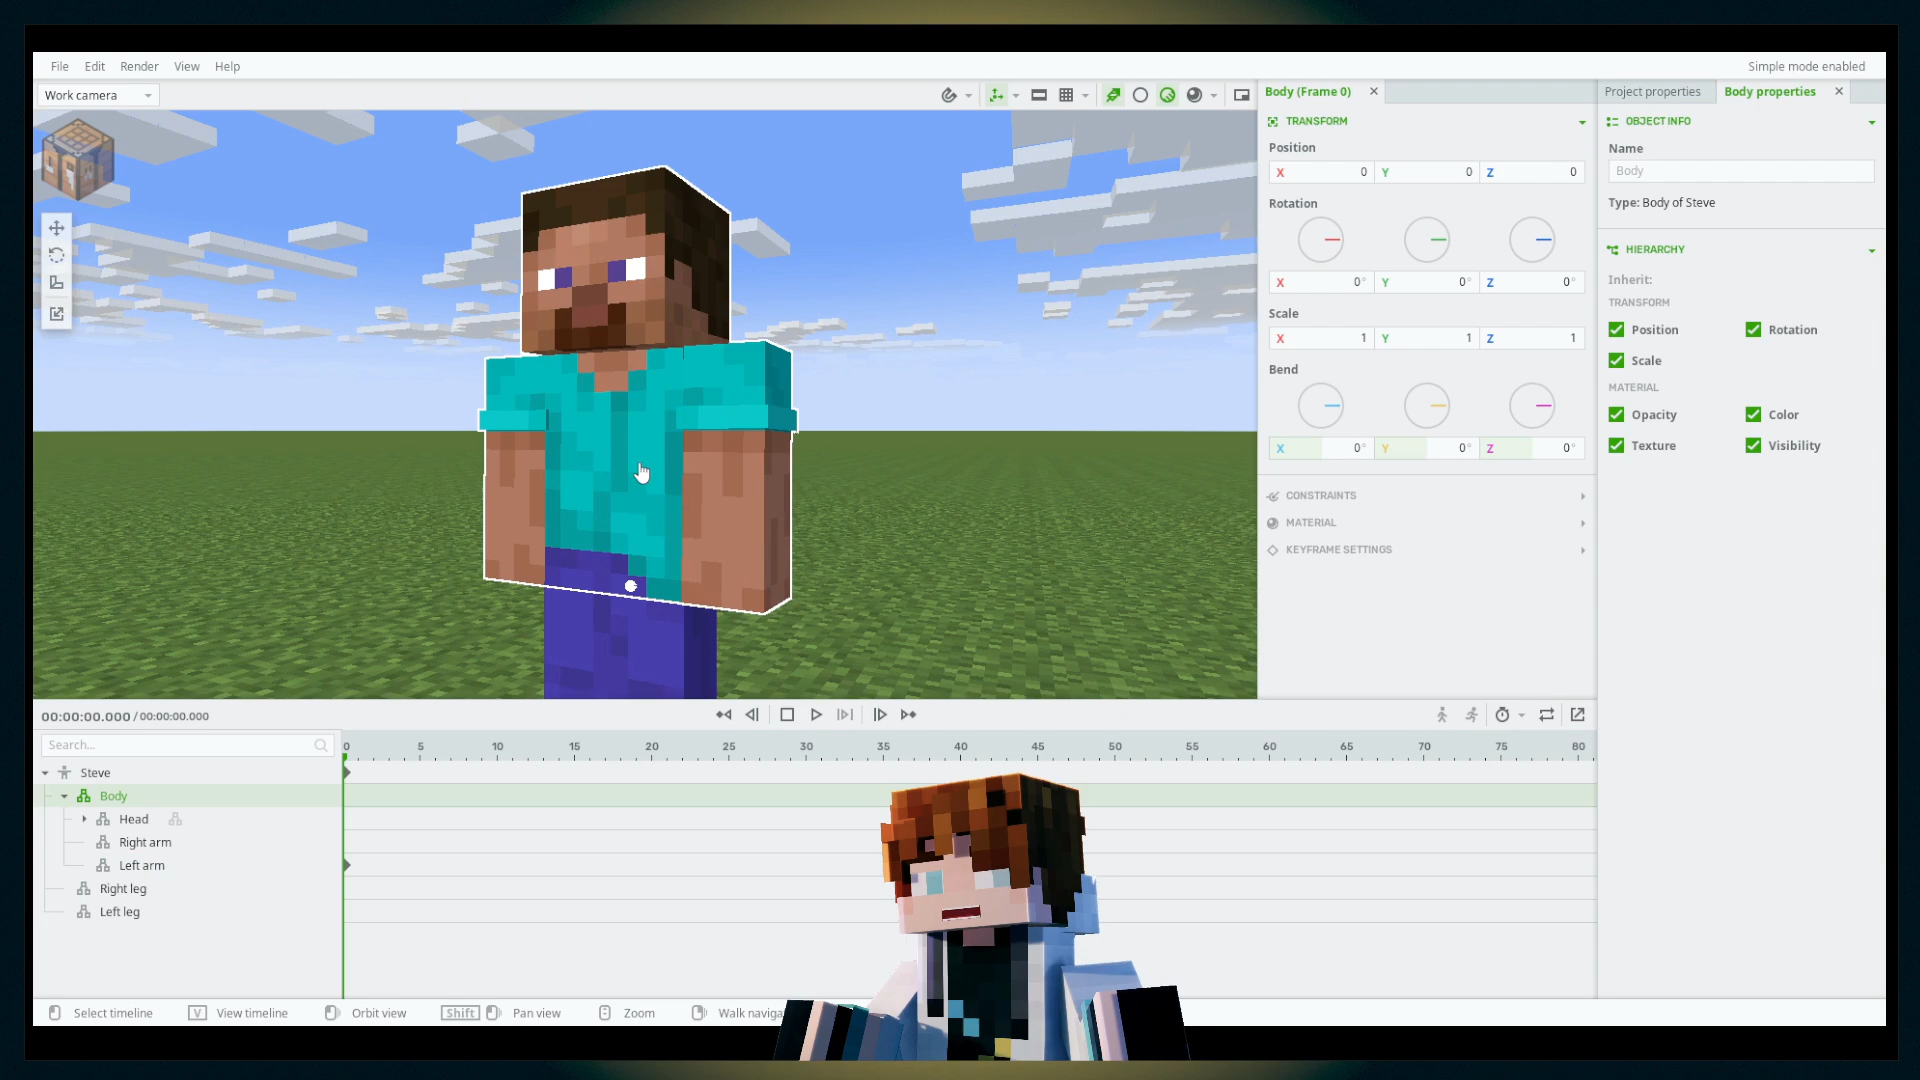 File Edit Render View Help Simple mode enabled
Work camera
Body (Frame 0)
Project properties Body properties
TRANSFORM
Position
X 0 Y 0 Z 0
Rotation
X 0° Y 0° Z 0°
Scale
X 1 Y 1 Z 1
Bend
X 0° Y 0° Z 0°
CONSTRAINTS
MATERIAL
KEYFRAME SETTINGS
OBJECT INFO
Name
Body
Type: Body of Steve
HIERARCHY
Inherit:
TRANSFORM
Position Rotation
Scale
MATERIAL
Opacity Color
Texture Visibility
00:00:00.000 / 00:00:00.000
Search...
0 5 10 15 20 25 30 35 40 45 50 55 60 65 70 75 80
Steve
Body
Head
Right arm
Left arm
Right leg
Left leg
Select timeline V View timeline Orbit view Shift Pan view Zoom Walk naviga